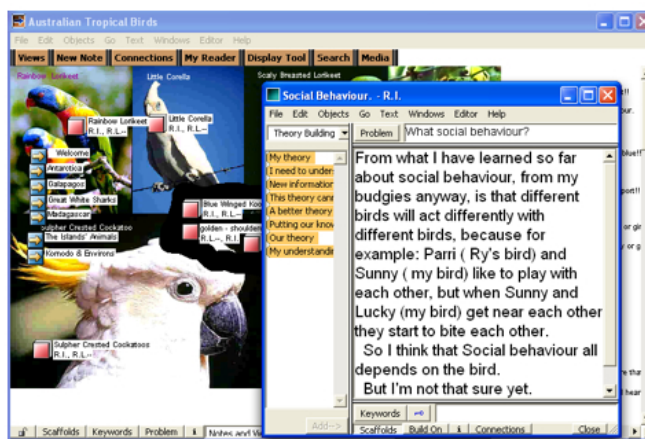 Australian Tropical Birds
File Edit Objects Go Text Windows Editor Help
Views New Note Connections My Reader Display Tool Search Media
Rainbow Lorikeet
Little Corella
Scaly Breasted Lorikeet
Rainbow Lorikeet
R.I., R.L.--
Little Corella
R.I., R.L.--
Welcome
Antarctica
Galapagos
Great White Sharks
Madagascar
Sulphur Crested Cockatoo
The Islands' Animals
Komodo & Environs
Blue Winged Koo
R.I., R.L.--
golden - shoulder
R.L., R.I.
Sulpher Crested Cockatoos
R.I., R.L.--
Scaffolds Keywords Problem i Notes and Vi
Social Behaviour. - R.I.
File Edit Objects Go Text Windows Editor Help
Theory Building
Problem
What social behaviour?
My theory
I need to unders
New information
This theory cann
A better theory
Putting our know
Our theory
My understandin
Add-->
From what I have learned so far
about social behaviour, from my
budgies anyway, is that different
birds will act differently with
different birds, because for
example: Parri ( Ry's bird) and
Sunny ( my bird) like to play with
each other, but when Sunny and
Lucky (my bird) get near each other
they start to bite each other.
So I think that Social behaviour all
depends on the bird.
But I'm not that sure yet.
Keywords
Scaffolds Build On i Connections Close